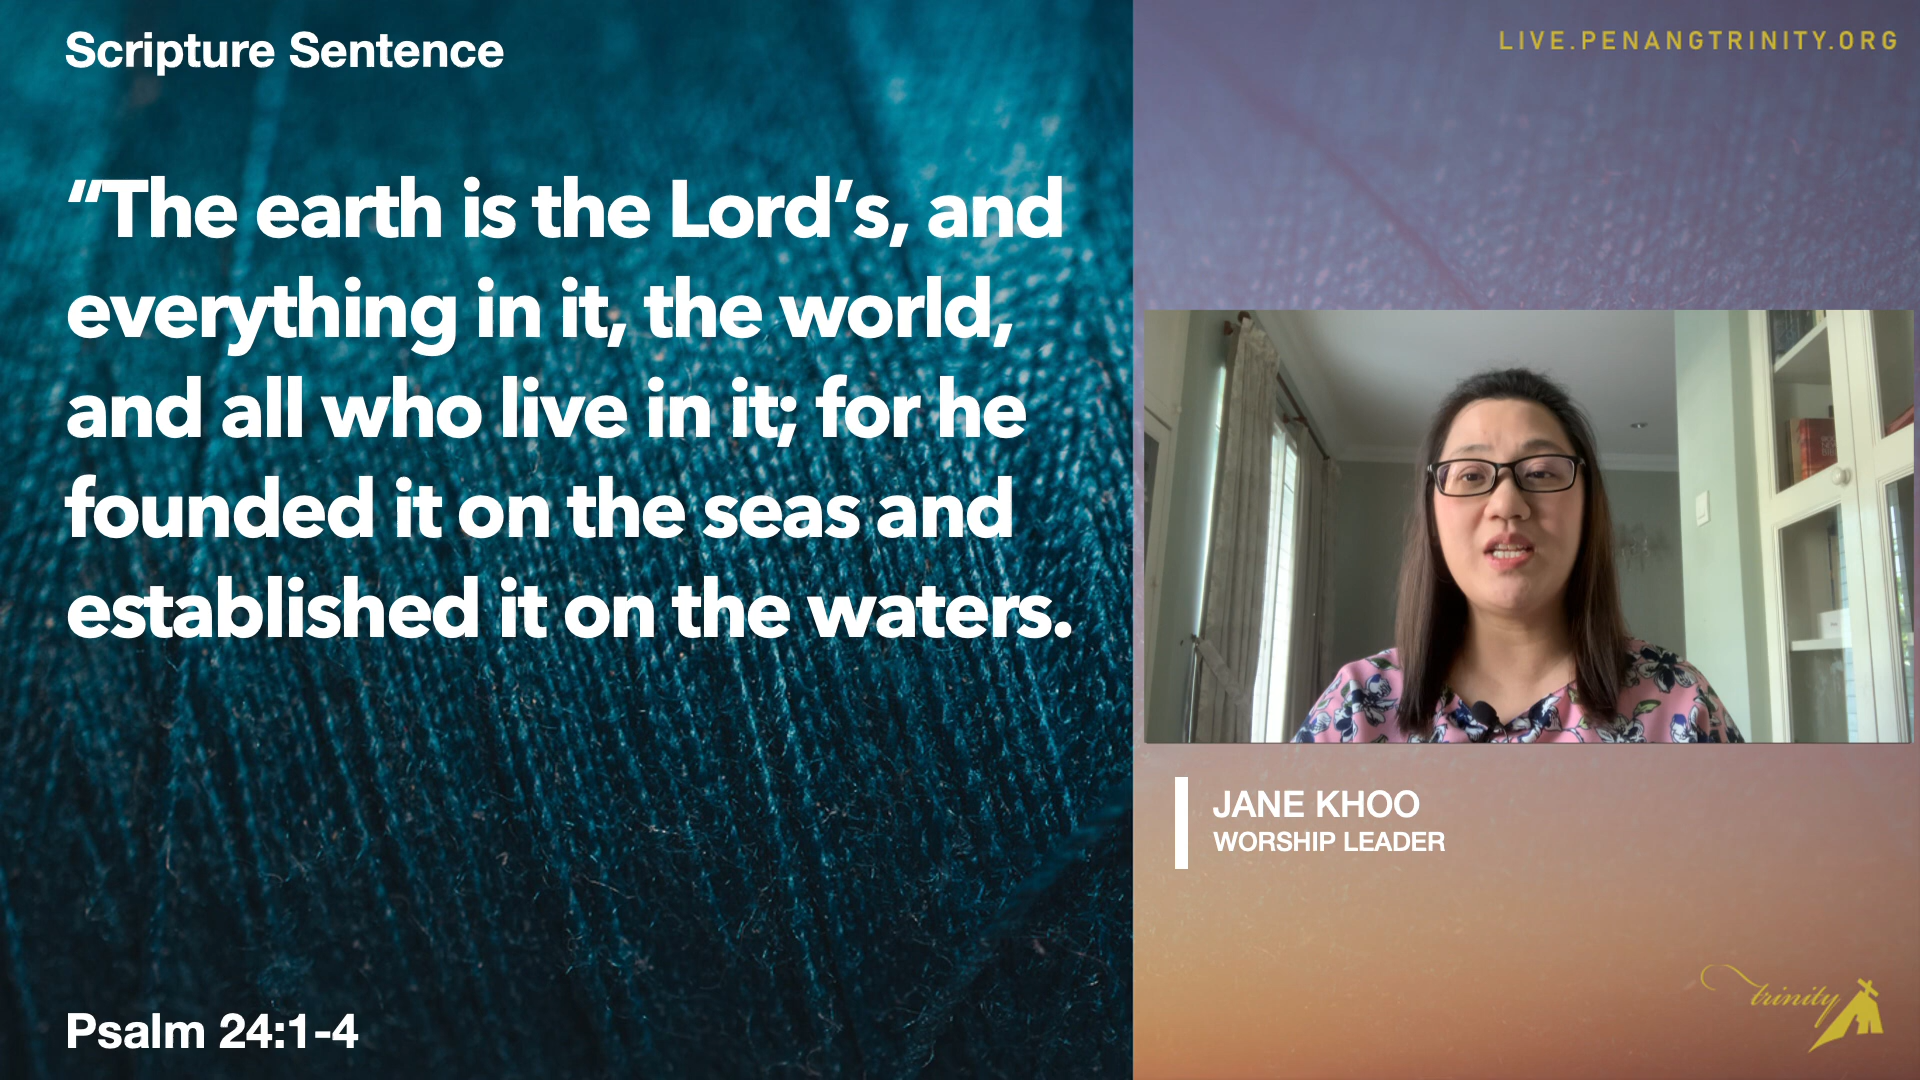 Scripture Sentence
“The earth is the Lord’s, and
everything in it, the world,
and all who live in it; for he
founded it on the seas and
established it on the waters.
Psalm 24:1-4
LIVE.PENANGTRINITY.ORG
JANE KHOO
WORSHIP LEADER
trinity